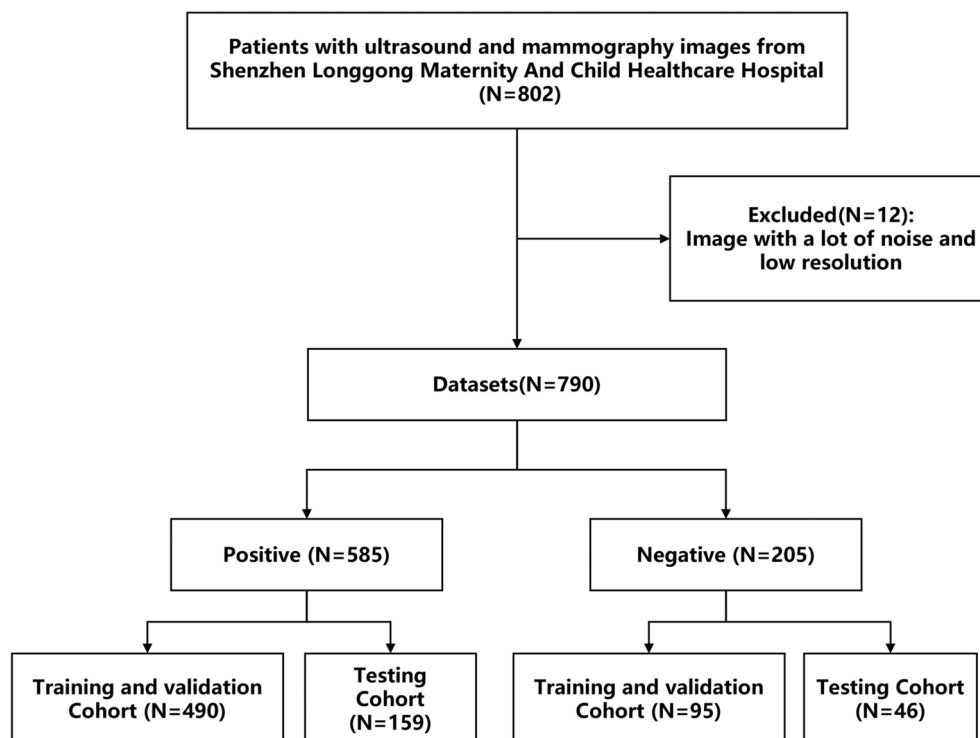 Patients with ultrasound and mammography images from
Shenzhen Longgong Maternity And Child Healthcare Hospital
(N=802)
Excluded(N=12):
Image with a lot of noise and
low resolution
Datasets(N=790)
Positive (N=585)
Negative (N=205)
Training and validation
Cohort (N=490)
Testing
Cohort
(N=159)
Training and validation
Cohort (N=95)
Testing Cohort
(N=46)